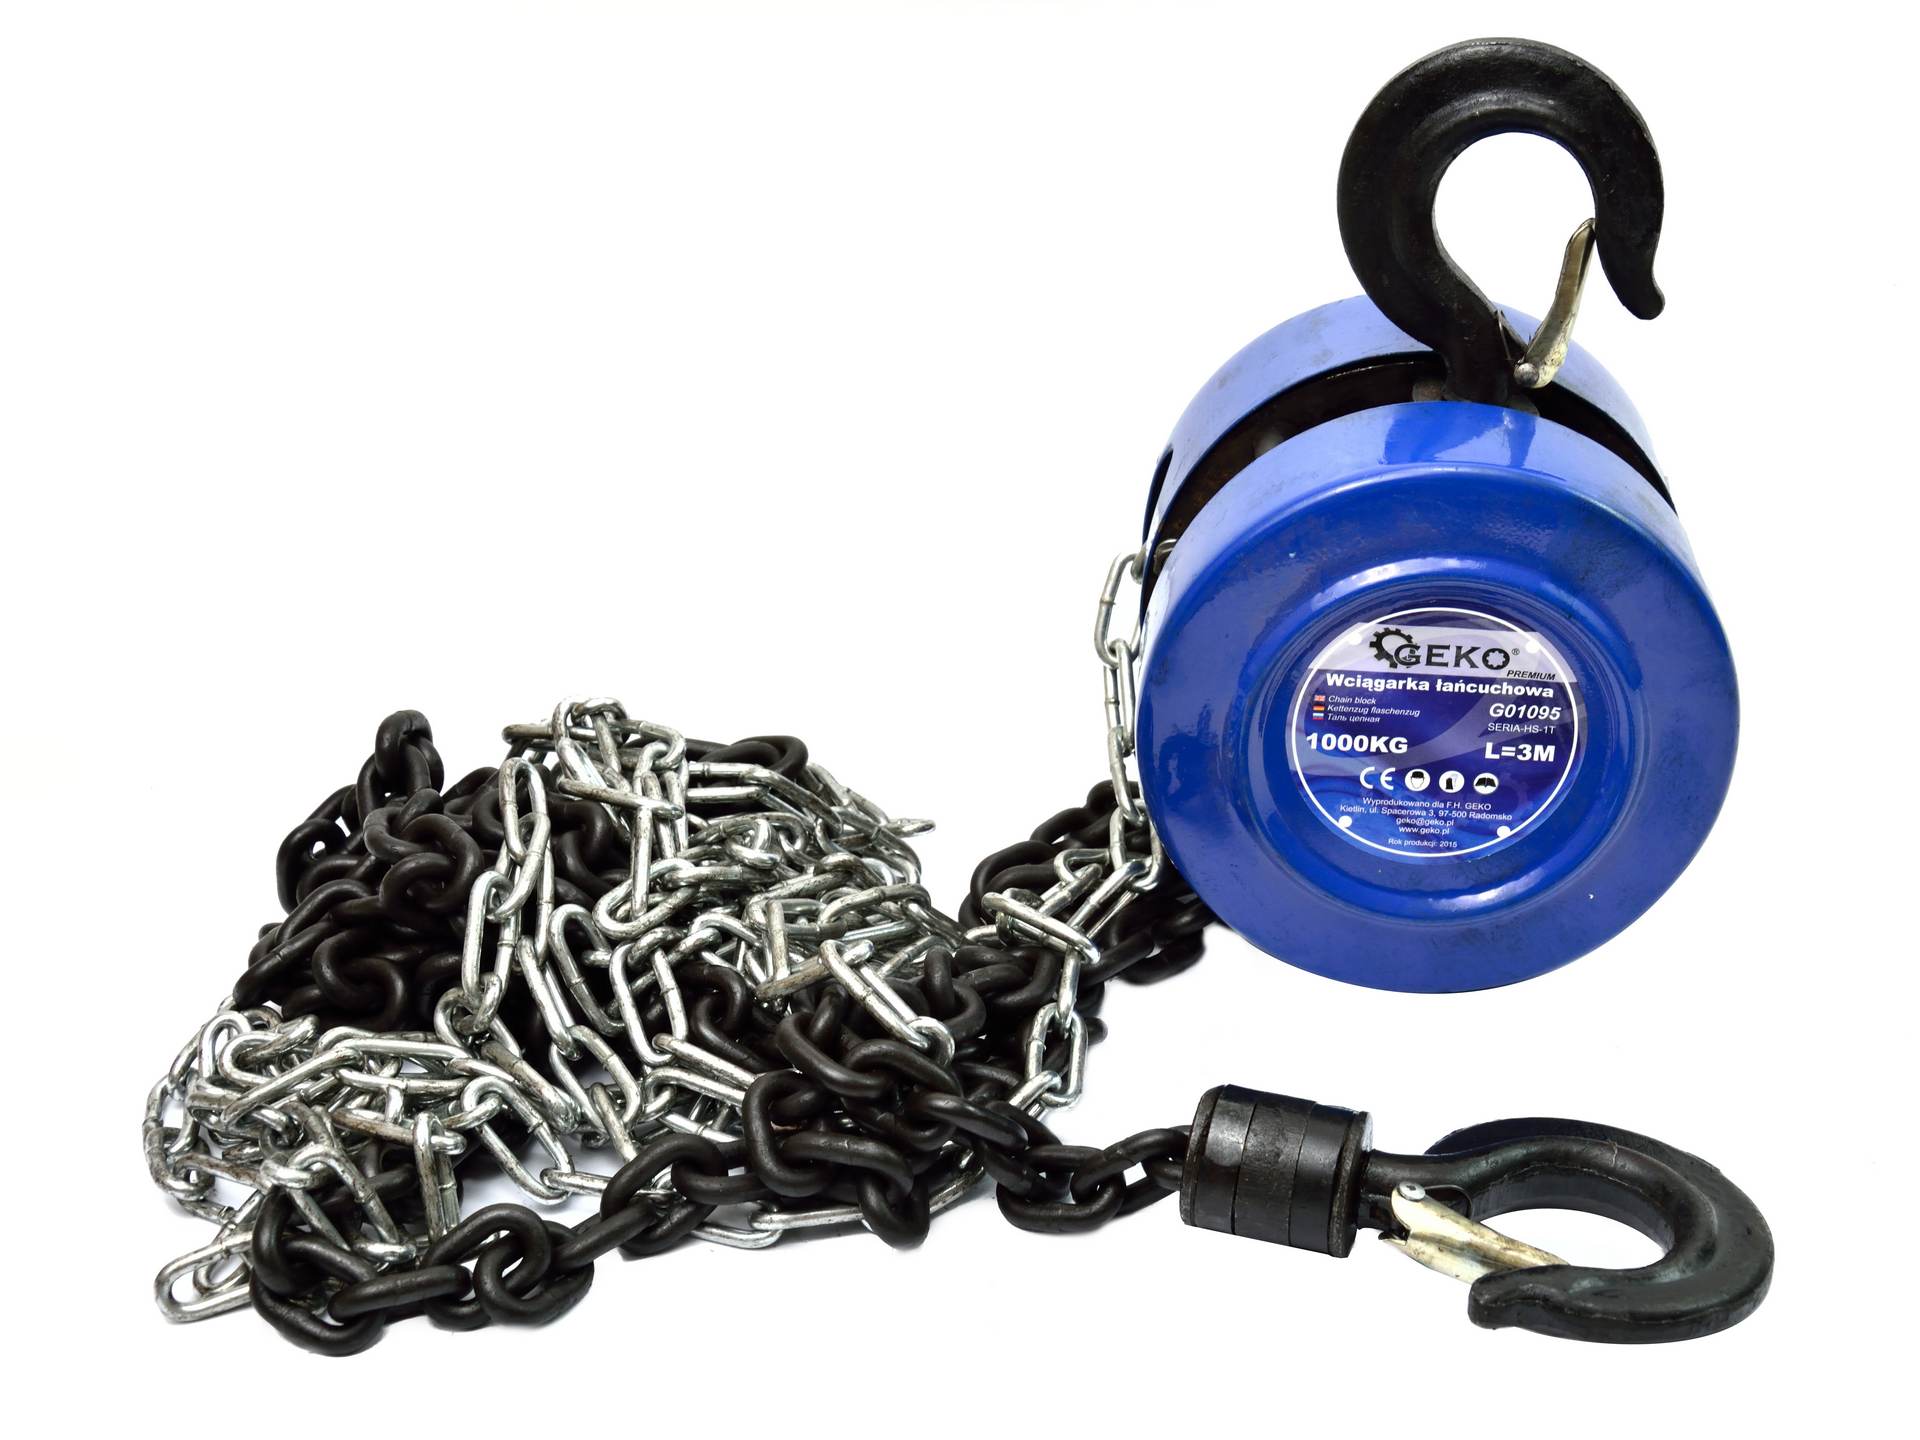 GEKO®
PREMIUM
Wciągarka łańcuchowa
Chain block
Kettenzug flaschenzug
Таль цепная
G01095
SERIA-HS-1T
1000KG
L=3M
CE
Wyprodukowano dla F.H. GEKO
Kietlin, ul. Spacerowa 3, 97-500 Radomsko
geko@geko.pl
www.geko.pl
Rok produkcji: 2015